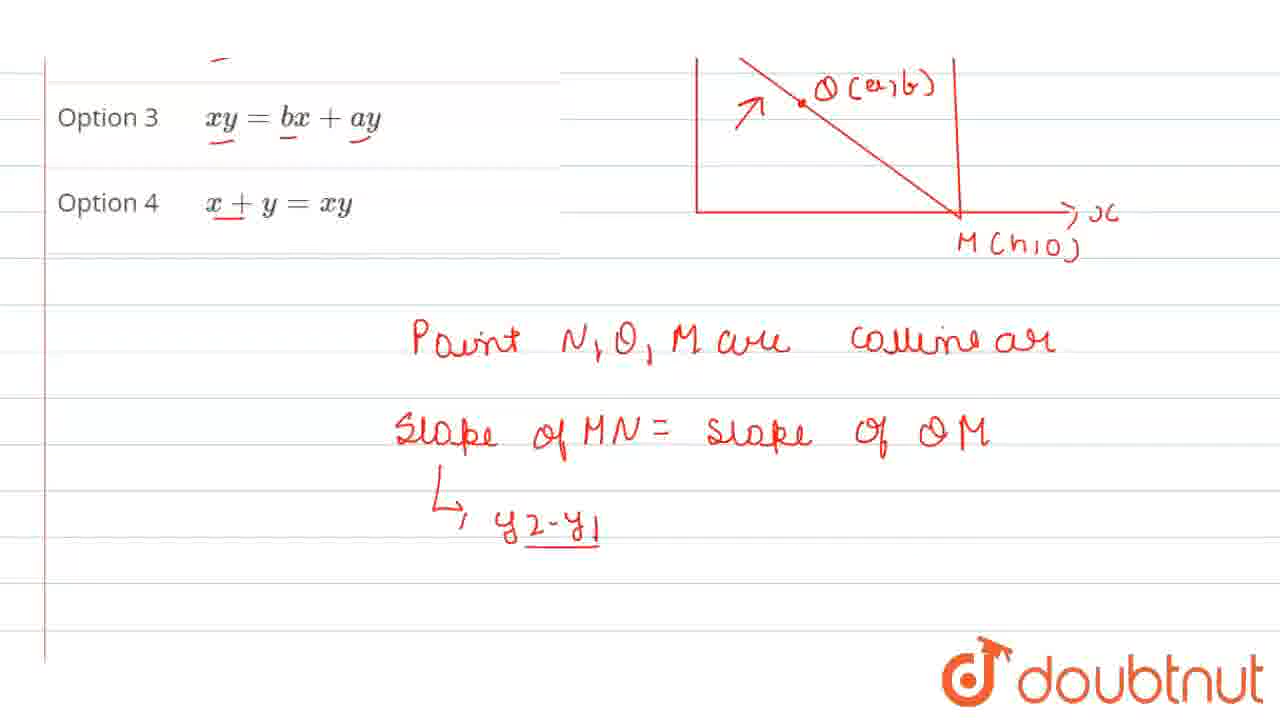 Option 3 xy = bx + ay
Option 4 x + y = xy
Q (a,b)
x
M (h,0)
Point N, Q, M are collinear
Slope of MN = slope of QM
y2-y1
doubtnut